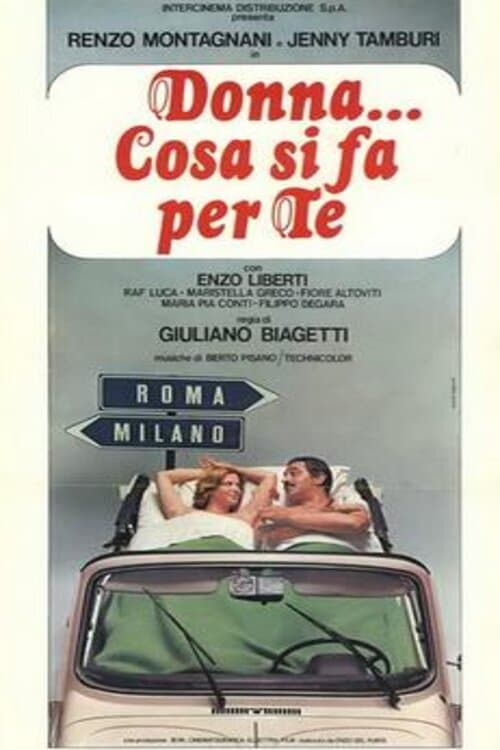 INTERCINEMA DISTRIBUZIONE S.p.A.
presenta
RENZO MONTAGNANI e JENNY TAMBURI
in
Donna...
Cosa si fa
per Te
con
ENZO LIBERTI
RAF LUCA - MARISTELLA GRECO - FIORE ALTOVITI
MARIA PIA CONTI - FILIPPO DEGARA
regia di
GIULIANO BIAGETTI
musiche di BERTO PISANO / TECHNICOLOR
ROMA
MILANO